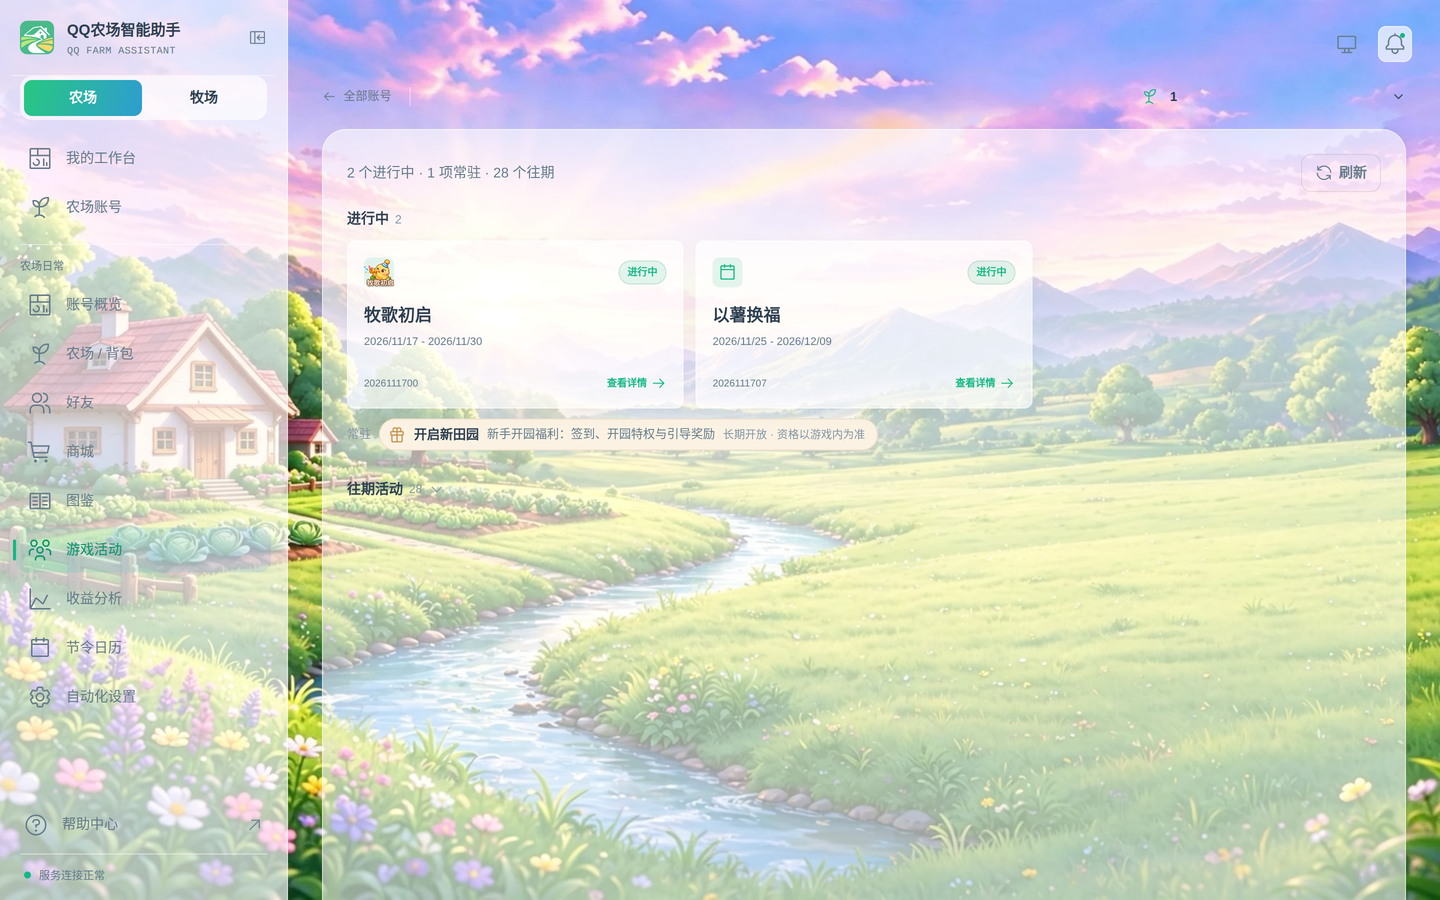 QQ农场智能助手
QQ FARM ASSISTANT
农场
牧场
我的工作台
农场账号
农场日常
账号概览
农场 / 背包
好友
商城
图鉴
游戏活动
收益分析
节令日历
自动化设置
帮助中心
服务连接正常
全部账号
1
2 个进行中 · 1 项常驻 · 28 个往期
刷新
进行中 2
牧歌初启
进行中
牧歌初启
2026/11/17 - 2026/11/30
2026111700
查看详情
进行中
以薯换福
2026/11/25 - 2026/12/09
2026111707
查看详情
常驻
开启新田园 新手开园福利：签到、开园特权与引导奖励 长期开放 · 资格以游戏内为准
往期活动 28